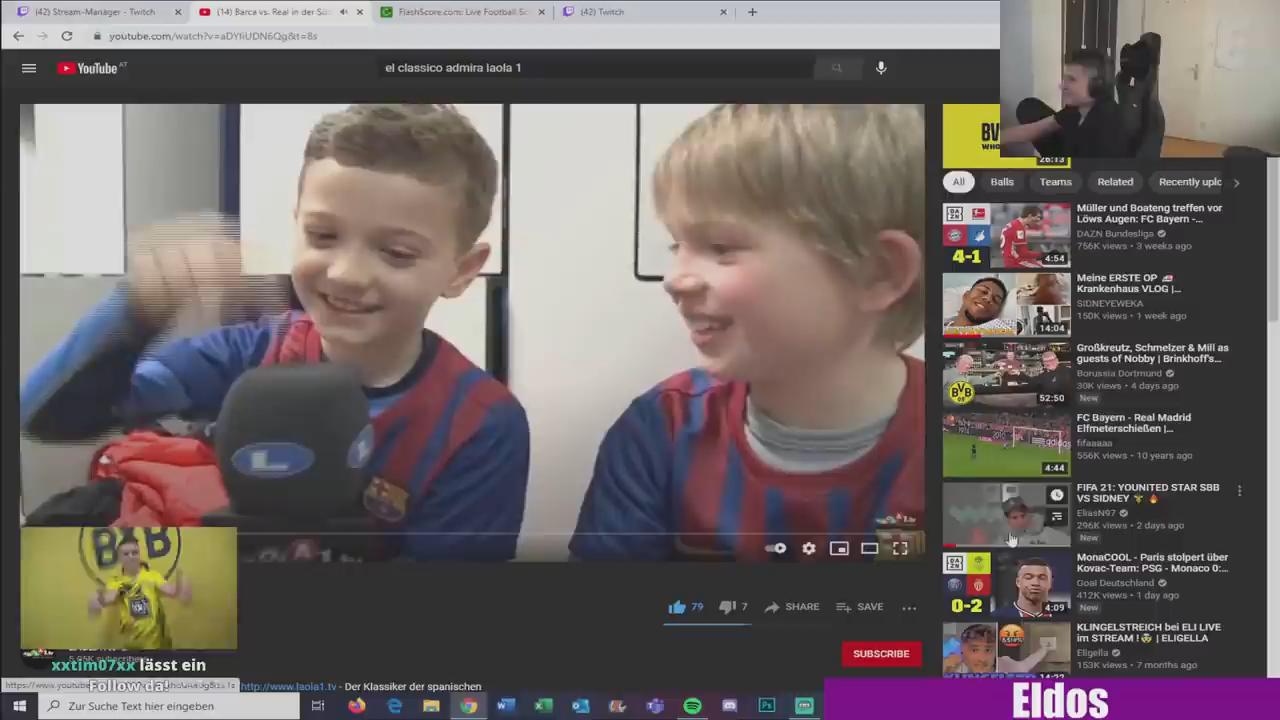 (42) Stream-Manager - Twitch
(14) Barca vs. Real in der Sü
FlashScore.com: Live Football Sc
(42) Twitch
youtube.com/watch?v=aDYliUDN6Qg&t=8s
YouTube AT
el classico admira laola 1
BV
26:13
All Balls Teams Related Recently uplo
DAZN
4-1
4:54
Müller und Boateng treffen vor
Löws Augen: FC Bayern -...
DAZN Bundesliga
756K views • 3 weeks ago
14:04
Meine ERSTE OP
Krankenhaus VLOG |...
SIDNEYEWEKA
150K views • 1 week ago
BVB
09
52:50
Großkreutz, Schmelzer & Mill as
guests of Nobby | Brinkhoff's...
Borussia Dortmund
30K views • 4 days ago
New
4:44
FC Bayern - Real Madrid
Elfmeterschießen |...
fifaaaaa
556K views • 10 years ago
FIFA 21: YOUNITED STAR SBB
VS SIDNEY
EliasN97
296K views • 2 days ago
New
DAZN
0-2
4:09
MonaCOOL - Paris stolpert über
Kovac-Team: PSG - Monaco 0:...
Goal Deutschland
412K views • 1 day ago
New
KLINGELSTREICH bei ELI LIVE
im STREAM ! | ELIGELLA
Eligella
153K views • 7 months ago
L
BVB
79
7
SHARE
SAVE
SUBSCRIBE
xxtim07xx lässt ein
Follow da!
http://www.laola1.tv - Der Klassiker der spanischen
Zur Suche Text hier eingeben
Eldos